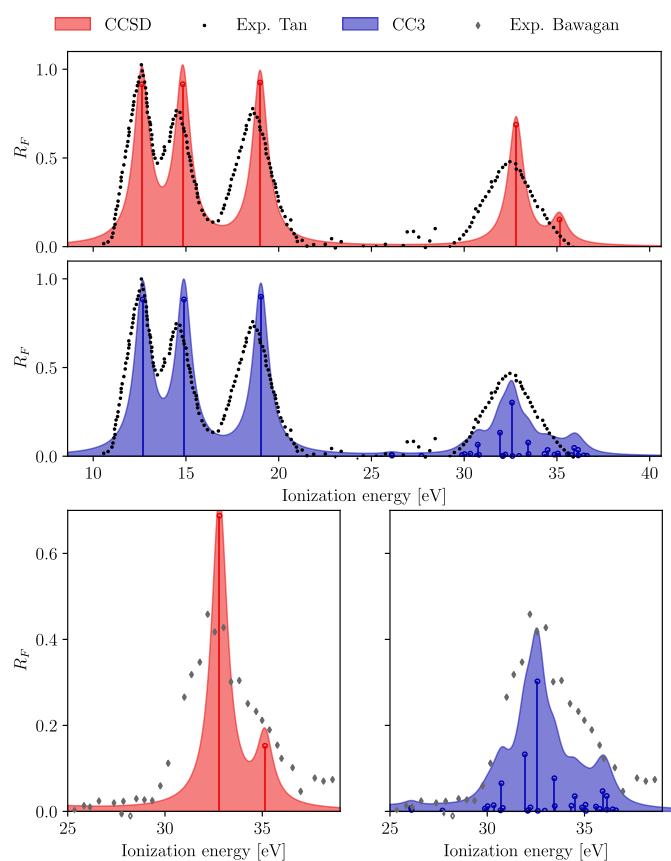 CCSD Exp. Tan CC3 Exp. Bawagan
1.0
0.5
0.0
R_F
1.0
0.5
0.0
R_F
10 15 20 25 30 35 40
Ionization energy [eV]
0.6
0.4
0.2
0.0
R_F
25 30 35
25 30 35
Ionization energy [eV] Ionization energy [eV]